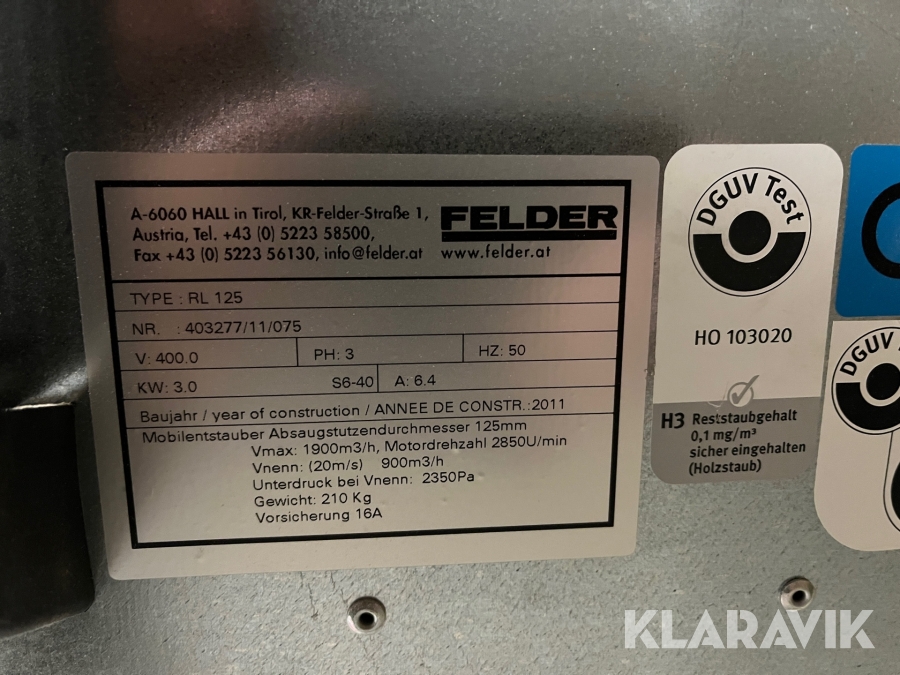 A-6060 HALL in Tirol, KR-Felder-Straße 1,
Austria, Tel. +43 (0) 5223 58500,
Fax +43 (0) 5223 56130, info@felder.at
FELDER
www.felder.at
TYPE : RL 125
NR. : 403277/11/075
V: 400.0 PH: 3 HZ: 50
KW: 3.0 S6-40 A: 6.4
Baujahr / year of construction / ANNEE DE CONSTR.:2011
Mobilentstauber Absaugstutzendurchmesser 125mm
Vmax: 1900m3/h, Motordrehzahl 2850U/min
Vnenn: (20m/s) 900m3/h
Unterdruck bei Vnenn: 2350Pa
Gewicht: 210 Kg
Vorsicherung 16A
DGUV Test
HO 103020
H3 Reststaubgehalt
0,1 mg/m³
sicher eingehalten
(Holzstaub)
DGUV
KLARAVIK